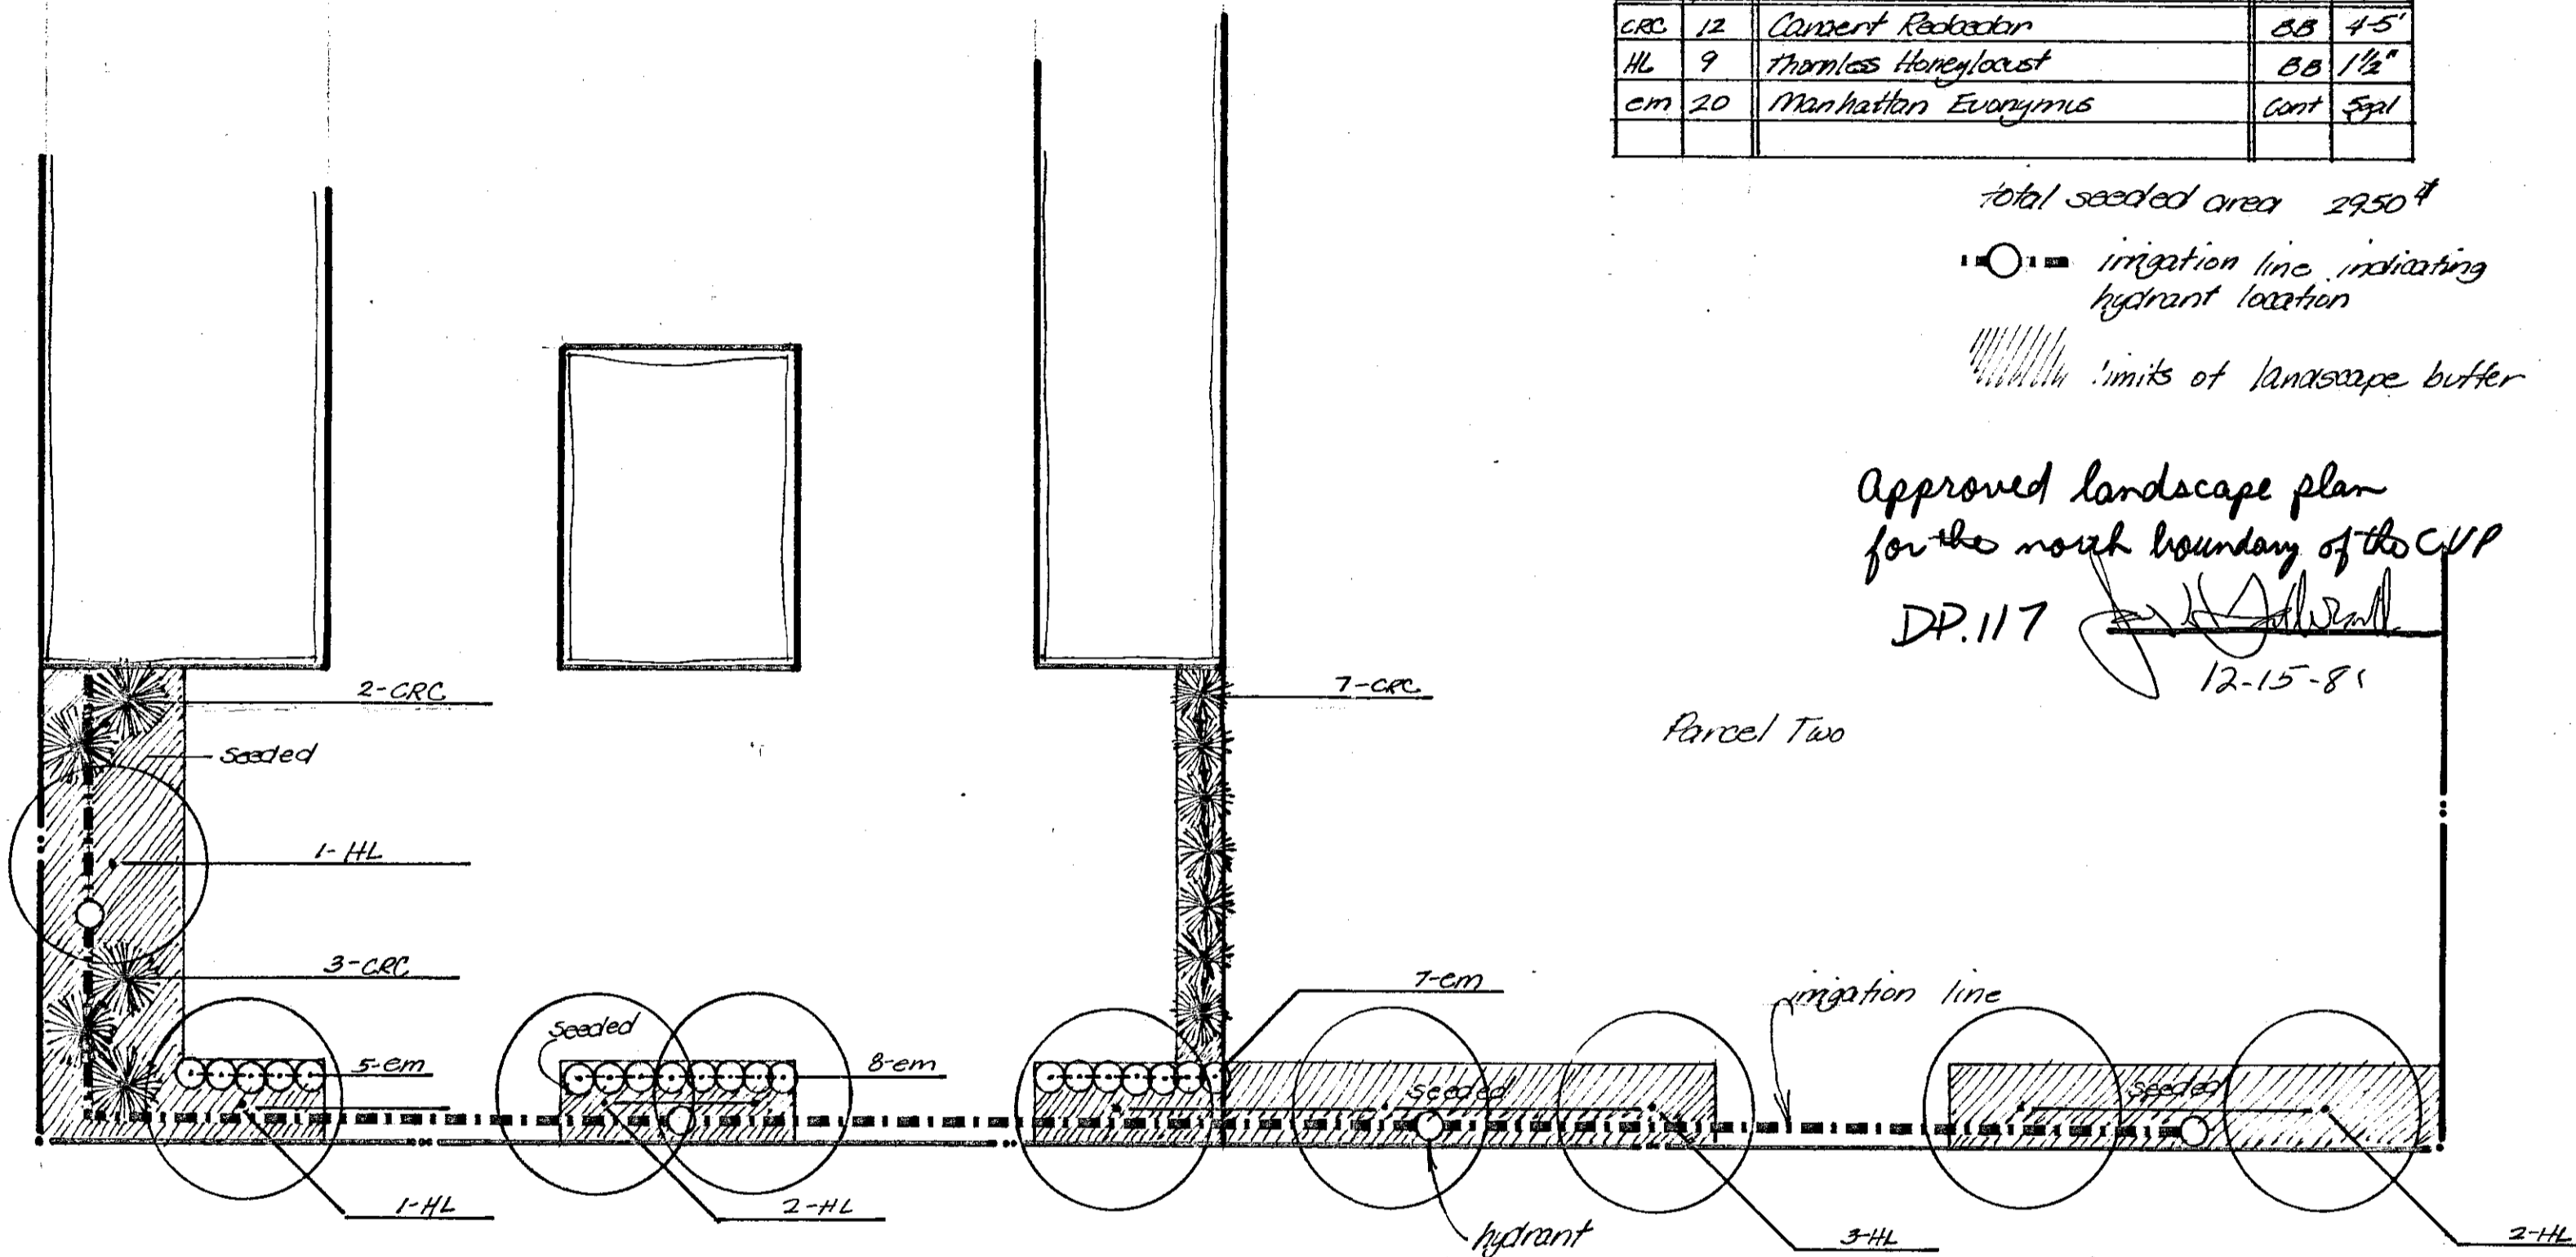 CRC 12 Canaert Redcedar BB 4-5'
HL 9 Thornless Honeylocust BB 1½"
em 20 Manhattan Euonymus Cont 5gal
total seeded area 2950
irrigation line indicating
hydrant location
limits of landscape buffer
Approved landscape plan
for the north boundary of the CUP
DP.117
12-15-81
2-CRC
7-CRC
Parcel Two
seeded
1-HL
3-CRC
7-em
irrigation line
seeded
5-em
8-em
seeded
seeded
1-HL
2-HL
hydrant
3-HL
2-HL